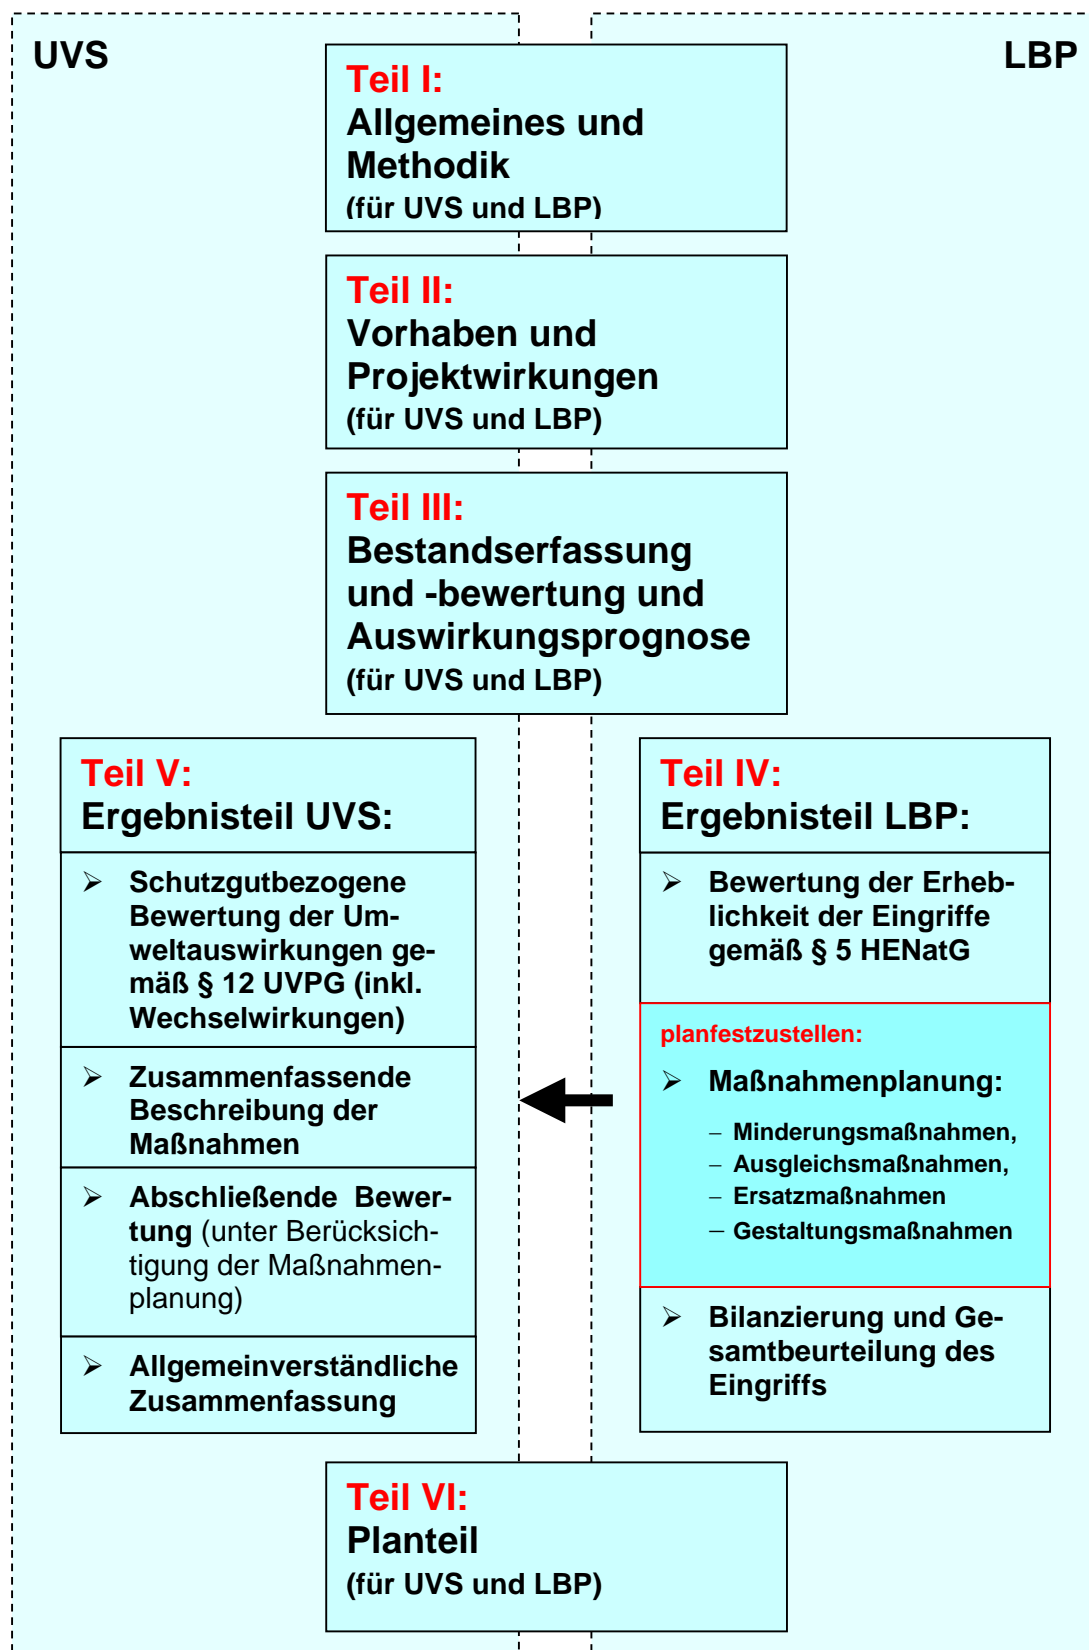 UVS
LBP
Teil I:
Allgemeines und
Methodik
(für UVS und LBP)
Teil II:
Vorhaben und
Projektwirkungen
(für UVS und LBP)
Teil III:
Bestandserfassung
und -bewertung und
Auswirkungsprognose
(für UVS und LBP)
Teil V:
Ergebnisteil UVS:
➢ Schutzgutbezogene
Bewertung der Um-
weltauswirkungen ge-
mäß § 12 UVPG (inkl.
Wechselwirkungen)
➢ Zusammenfassende
Beschreibung der
Maßnahmen
➢ Abschließende Bewer-
tung (unter Berücksich-
tigung der Maßnahmen-
planung)
➢ Allgemeinverständliche
Zusammenfassung
Teil IV:
Ergebnisteil LBP:
➢ Bewertung der Erheb-
lichkeit der Eingriffe
gemäß § 5 HENatG
planfestzustellen:
➢ Maßnahmenplanung:
– Minderungsmaßnahmen,
– Ausgleichsmaßnahmen,
– Ersatzmaßnahmen
– Gestaltungsmaßnahmen
➢ Bilanzierung und Ge-
samtbeurteilung des
Eingriffs
Teil VI:
Planteil
(für UVS und LBP)